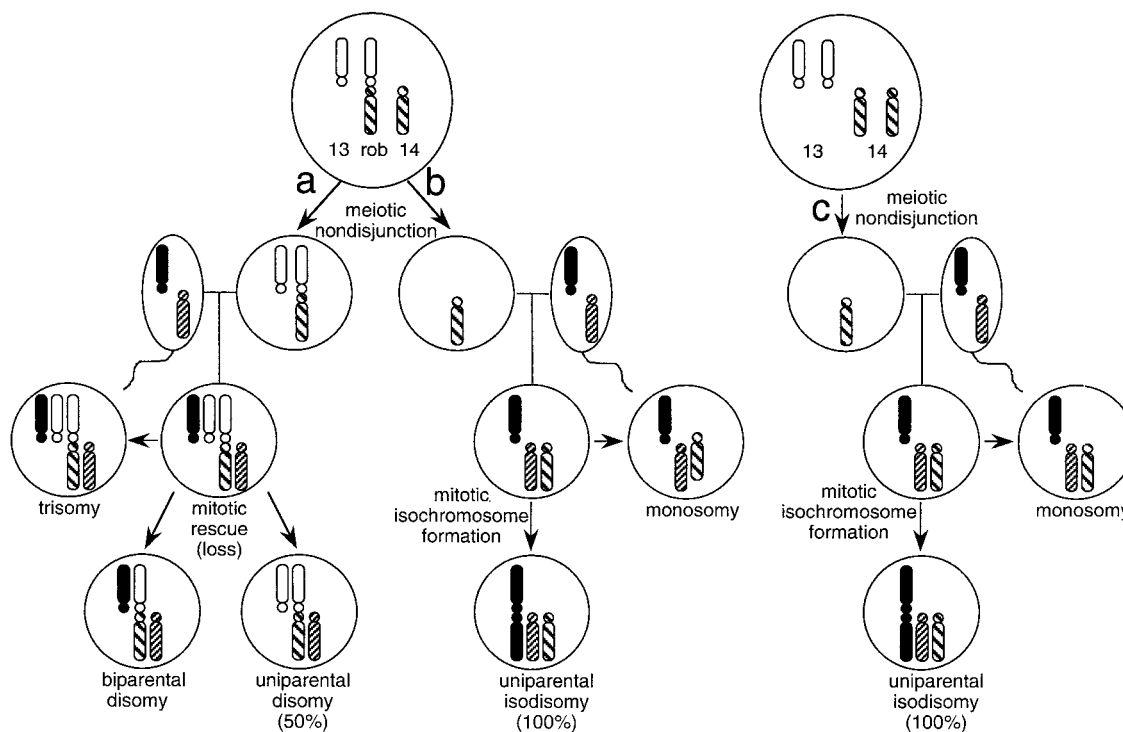 13 rob 14
13 14
a
b
c
meiotic
nondisjunction
meiotic
nondisjunction
trisomy
mitotic
rescue
(loss)
mitotic
isochromosome
formation
monosomy
mitotic
isochromosome
formation
monosomy
biparental
disomy
uniparental
disomy
(50%)
uniparental
isodisomy
(100%)
uniparental
isodisomy
(100%)